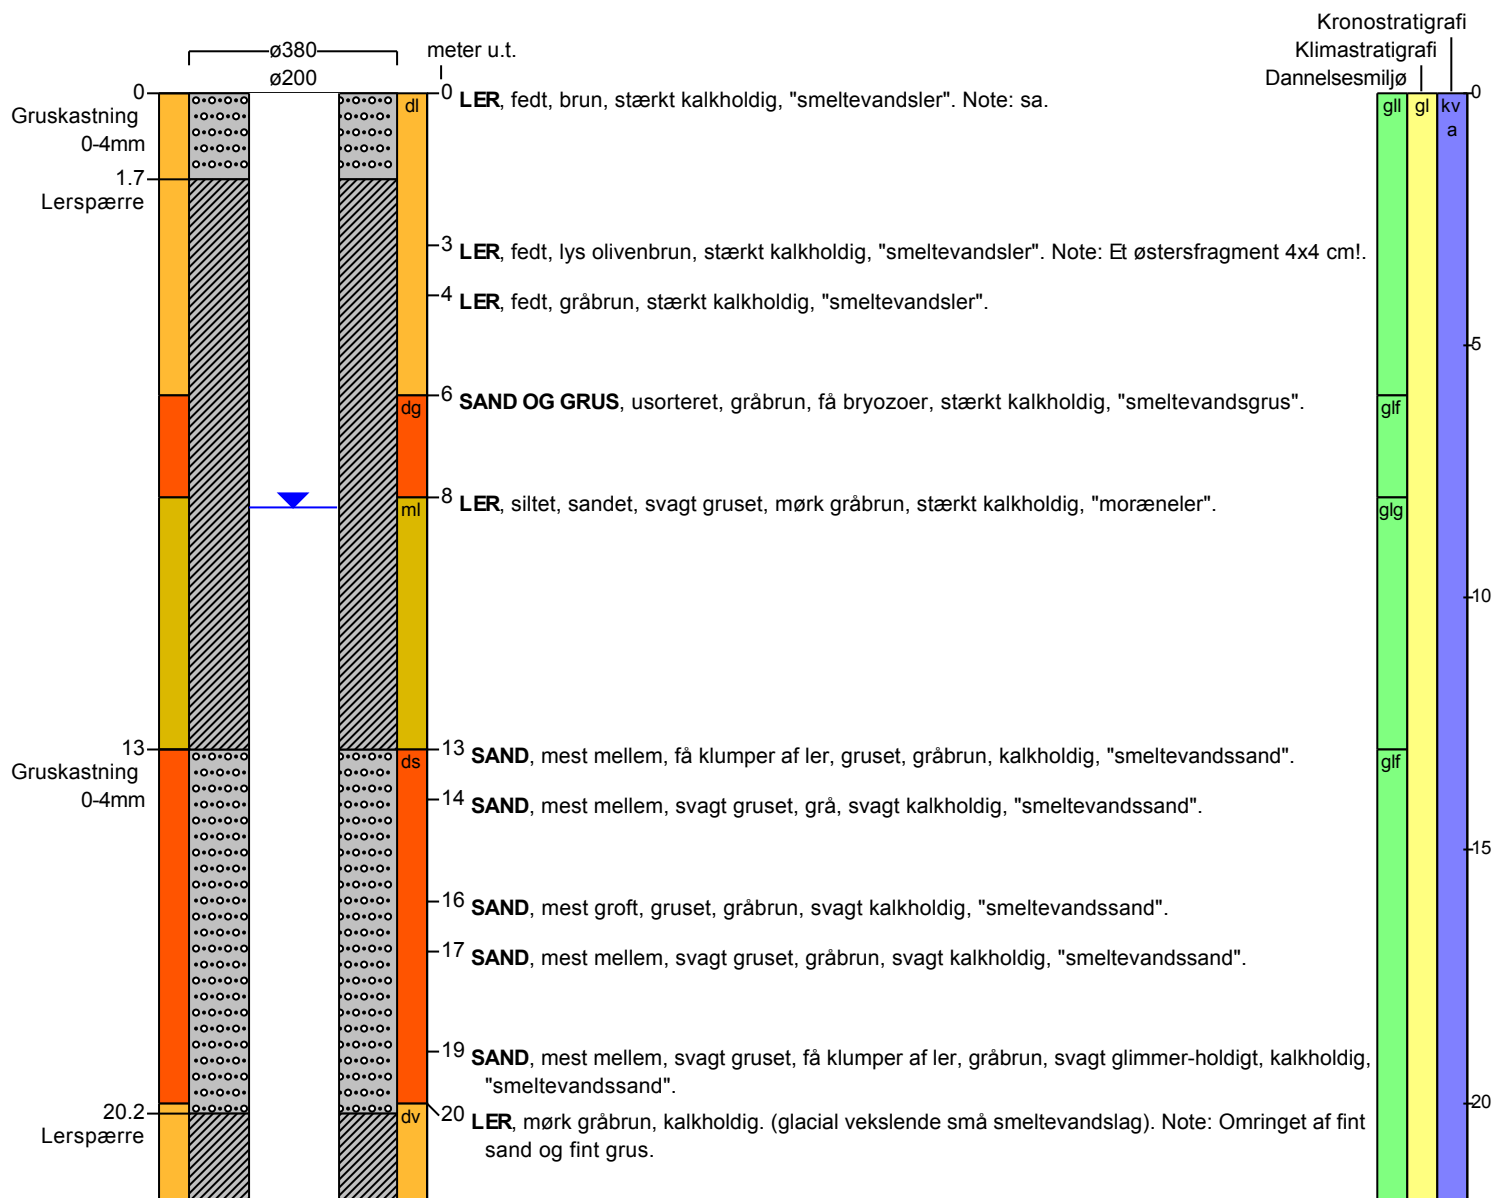 Kronostratigrafi
Klimastratigrafi
Dannelsesmiljø
ø380
ø200
meter u.t.
0
Gruskastning
0-4mm
1.7
Lerspærre
dl
0 LER, fedt, brun, stærkt kalkholdig, "smeltevandsler". Note: sa.
gll
gl
kv
a
0
3 LER, fedt, lys olivenbrun, stærkt kalkholdig, "smeltevandsler". Note: Et østersfragment 4x4 cm!.
4 LER, fedt, gråbrun, stærkt kalkholdig, "smeltevandsler".
5
dg
6 SAND OG GRUS, usorteret, gråbrun, få bryozoer, stærkt kalkholdig, "smeltevandsgrus".
glf
ml
8 LER, siltet, sandet, svagt gruset, mørk gråbrun, stærkt kalkholdig, "moræneler".
glg
10
13
Gruskastning
0-4mm
ds
13 SAND, mest mellem, få klumper af ler, gruset, gråbrun, kalkholdig, "smeltevandssand".
glf
14 SAND, mest mellem, svagt gruset, grå, svagt kalkholdig, "smeltevandssand".
15
16 SAND, mest groft, gruset, gråbrun, svagt kalkholdig, "smeltevandssand".
17 SAND, mest mellem, svagt gruset, gråbrun, svagt kalkholdig, "smeltevandssand".
19 SAND, mest mellem, svagt gruset, få klumper af ler, gråbrun, svagt glimmer-holdigt, kalkholdig,
"smeltevandssand".
20.2
Lerspærre
dv
20 LER, mørk gråbrun, kalkholdig. (glacial vekslende små smeltevandslag). Note: Omringet af fint
sand og fint grus.
20